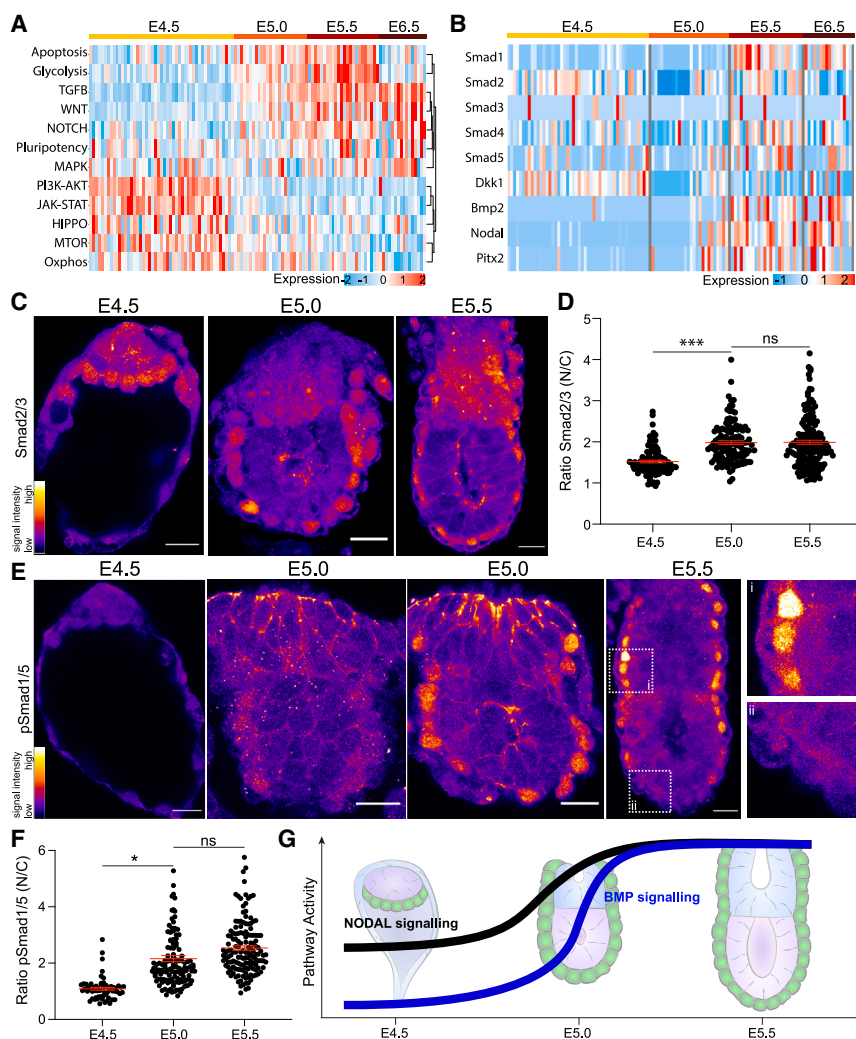 A
E4.5 E5.0 E5.5 E6.5
Apoptosis
Glycolysis
TGFB
WNT
NOTCH
Pluripotency
MAPK
PI3K-AKT
JAK-STAT
HIPPO
MTOR
Oxphos
Expression -2 -1 0 1 2
B
E4.5 E5.0 E5.5 E6.5
Smad1
Smad2
Smad3
Smad4
Smad5
Dkk1
Bmp2
Nodal
Pitx2
Expression -1 0 1 2
C
E4.5 E5.0 E5.5
Smad2/3
signal intensity
low high
D
Ratio Smad2/3 (N/C)
5
4
3
2
1
0
*** ns
E4.5 E5.0 E5.5
E
E4.5 E5.0 E5.0 E5.5
pSmad1/5
signal intensity
low high
i
ii
i
ii
F
Ratio pSmad1/5 (N/C)
6
4
2
0
* ns
E4.5 E5.0 E5.5
G
Pathway Activity
NODAL signalling
BMP signalling
E4.5 E5.0 E5.5